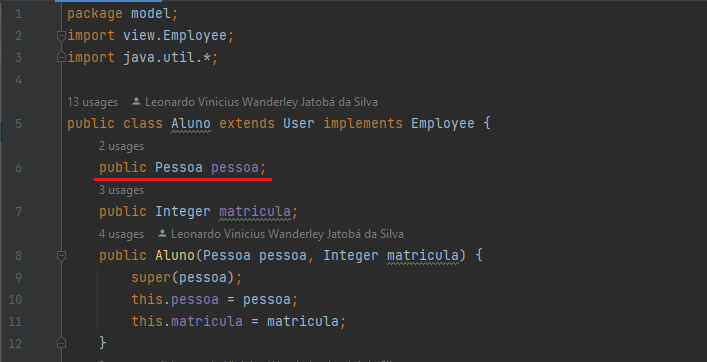 1 package model;
2 import view.Employee;
3 import java.util.*;
4
13 usages Leonardo Vinicius Wanderley Jatobá da Silva
5 public class Aluno extends User implements Employee {
2 usages
6 public Pessoa pessoa;
3 usages
7 public Integer matricula;
4 usages Leonardo Vinicius Wanderley Jatobá da Silva
8 public Aluno(Pessoa pessoa, Integer matricula) {
9 super(pessoa);
10 this.pessoa = pessoa;
11 this.matricula = matricula;
12 }